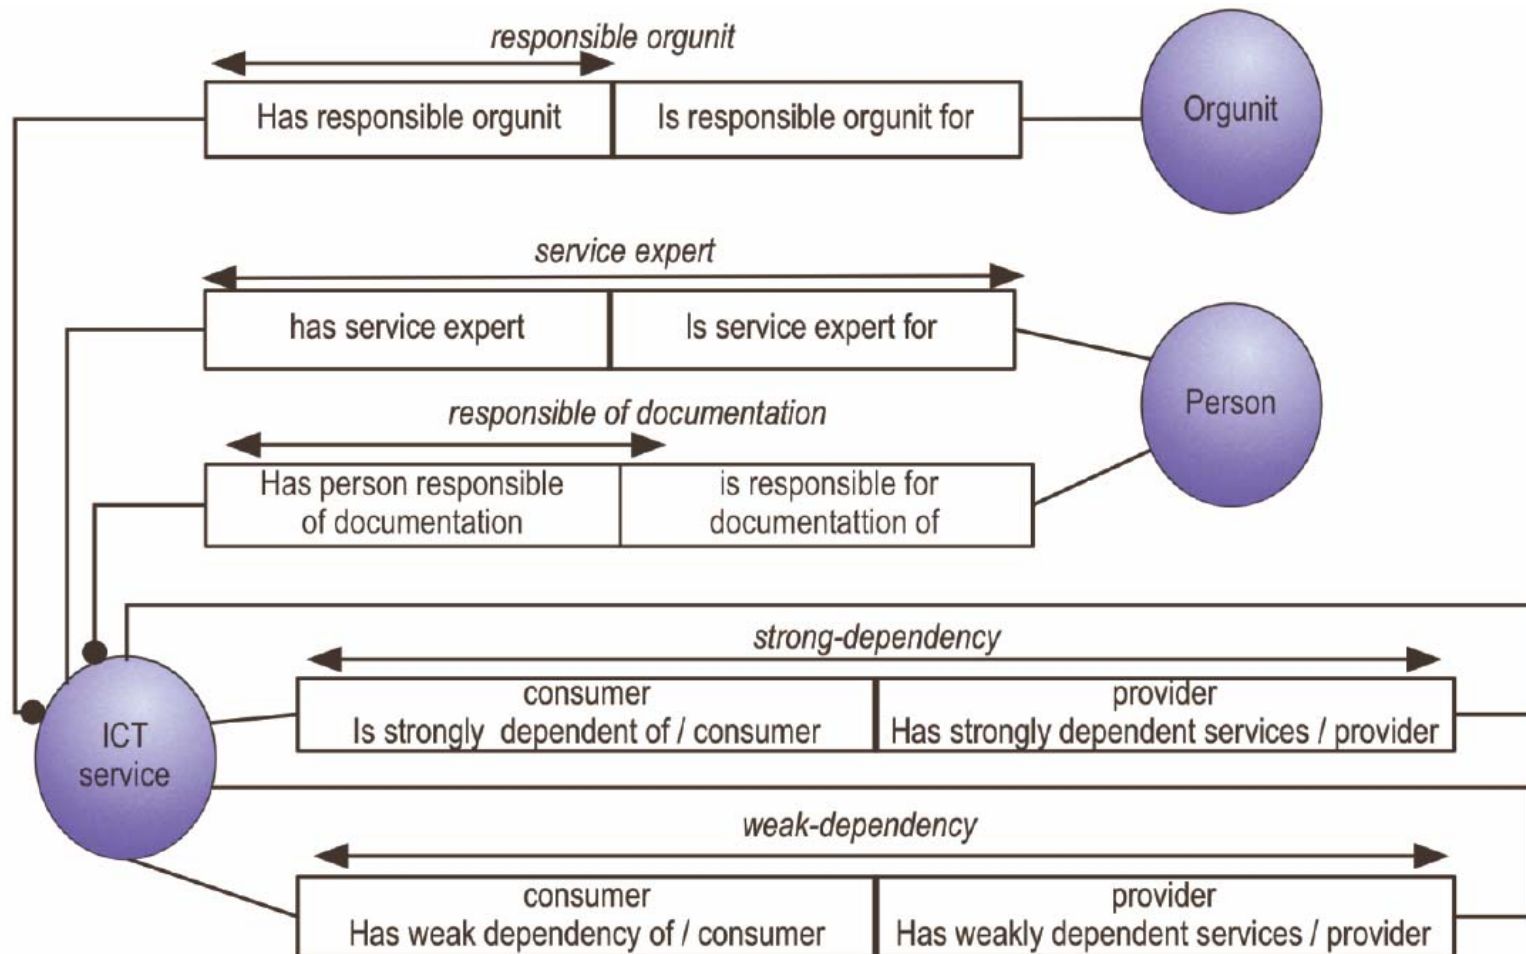 responsible orgunit
Has responsible orgunit
Is responsible orgunit for
Orgunit
service expert
has service expert
Is service expert for
Person
responsible of documentation
Has person responsible
of documentation
is responsible for
documentattion of
strong-dependency
consumer
Is strongly dependent of / consumer
provider
Has strongly dependent services / provider
ICT
service
weak-dependency
consumer
Has weak dependency of / consumer
provider
Has weakly dependent services / provider